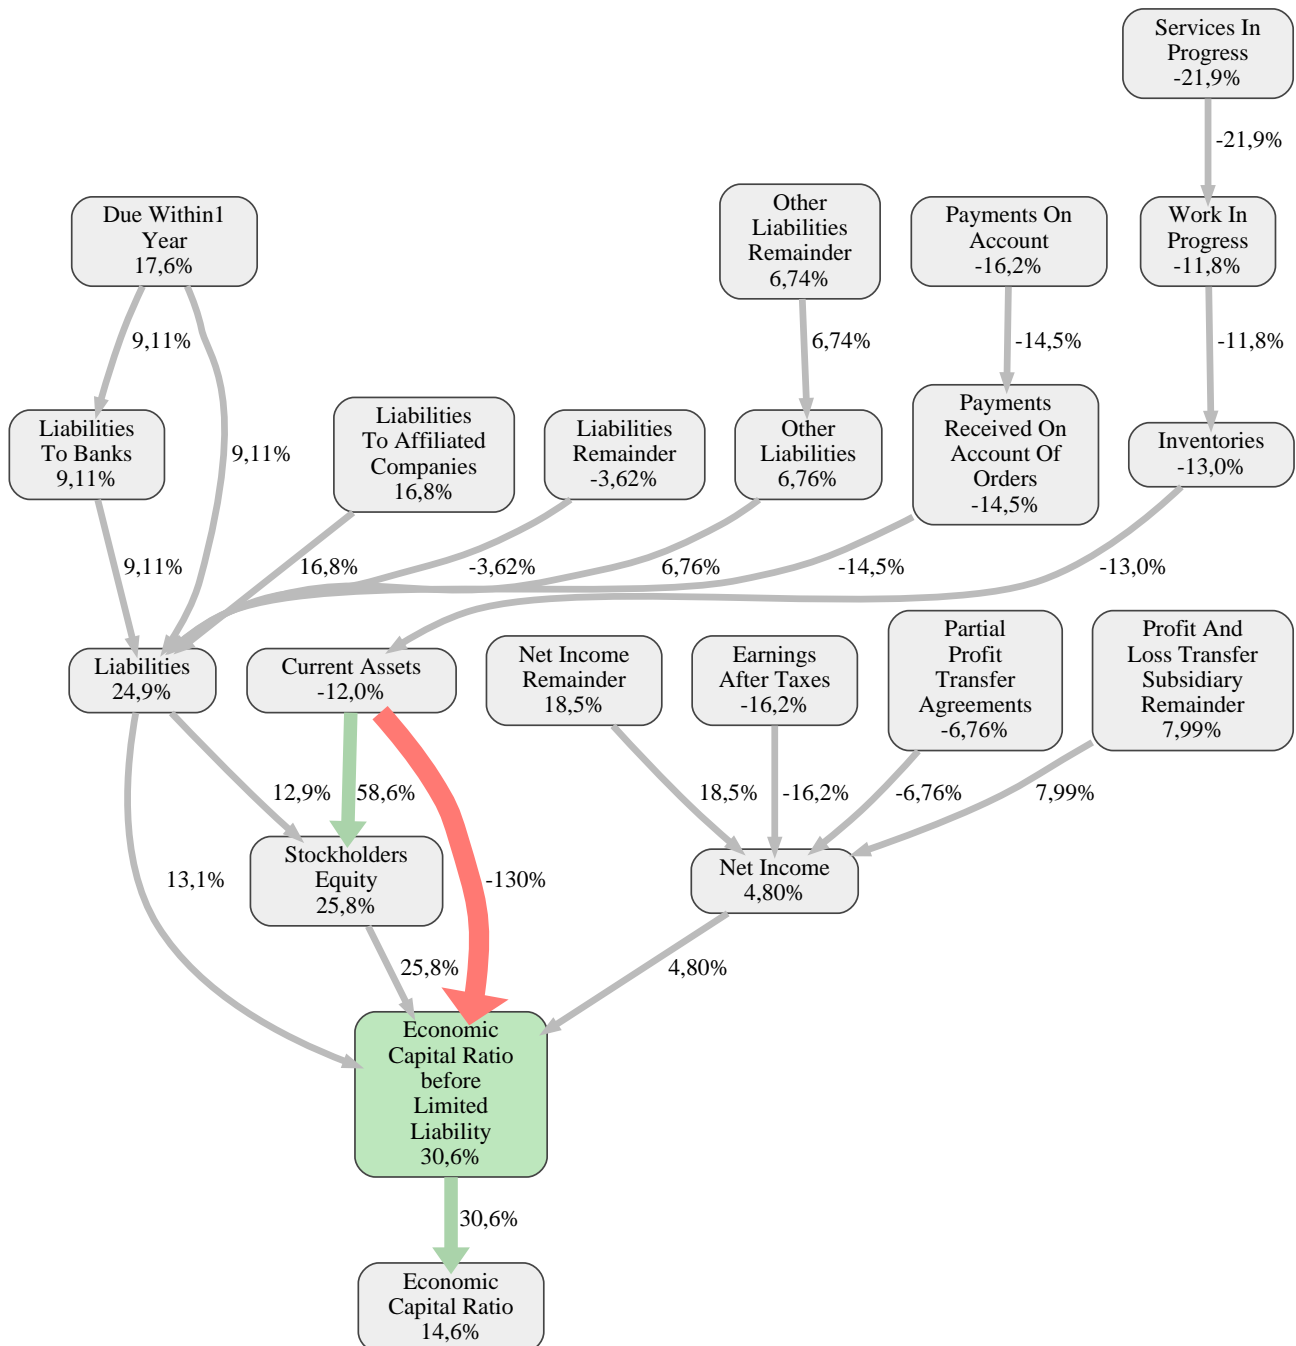 Services In
Progress
-21,9%
-21,9%
Due Within1
Year
17,6%
Other
Liabilities
Remainder
6,74%
Payments On
Account
-16,2%
Work In
Progress
-11,8%
9,11%
6,74%
-14,5%
-11,8%
Liabilities
To Banks
9,11%
9,11%
Liabilities
To Affiliated
Companies
16,8%
Liabilities
Remainder
-3,62%
Other
Liabilities
6,76%
Payments
Received On
Account Of
Orders
-14,5%
Inventories
-13,0%
9,11%
16,8%
-3,62%
6,76%
-14,5%
-13,0%
Liabilities
24,9%
Current Assets
-12,0%
Net Income
Remainder
18,5%
Earnings
After Taxes
-16,2%
Partial
Profit
Transfer
Agreements
-6,76%
Profit And
Loss Transfer
Subsidiary
Remainder
7,99%
12,9%
58,6%
18,5%
-16,2%
-6,76%
7,99%
13,1%
Stockholders
Equity
25,8%
-130%
Net Income
4,80%
25,8%
4,80%
Economic
Capital Ratio
before
Limited
Liability
30,6%
30,6%
Economic
Capital Ratio
14,6%